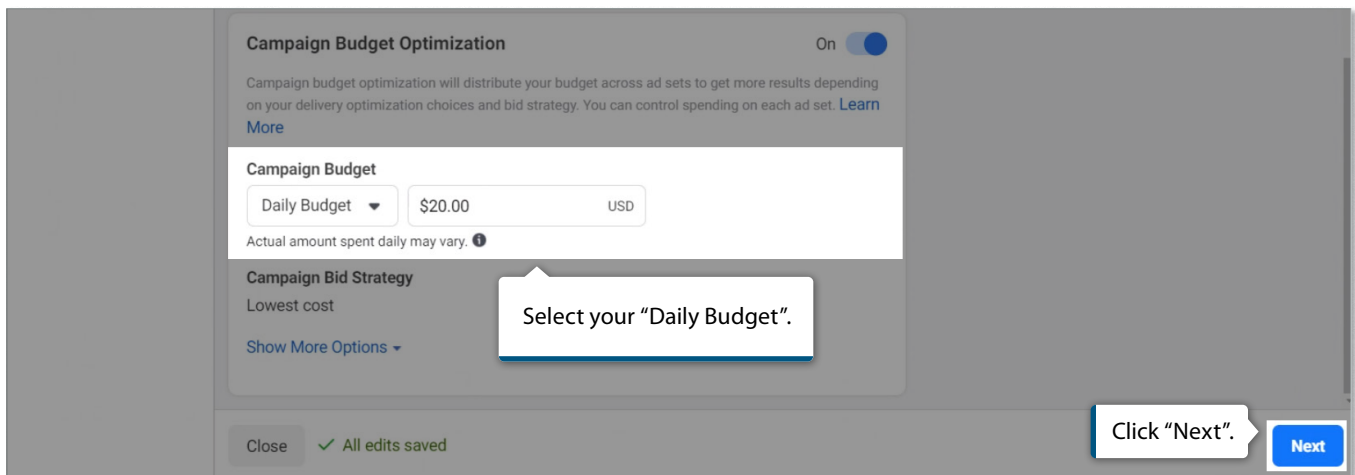 Campaign Budget Optimization
On
Campaign budget optimization will distribute your budget across ad sets to get more results depending
on your delivery optimization choices and bid strategy. You can control spending on each ad set. Learn
More
Campaign Budget
Daily Budget
$20.00
USD
Actual amount spent daily may vary.
Campaign Bid Strategy
Lowest cost
Select your “Daily Budget”.
Show More Options
Close
All edits saved
Click “Next”.
Next